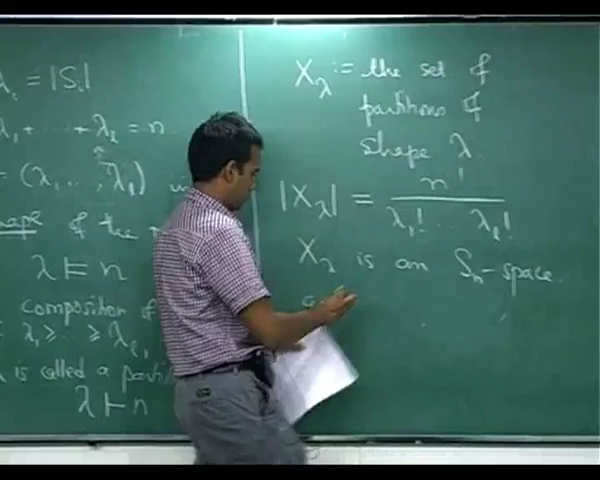 λᵢ = |Sᵢ|
λ₁ + ··· + λₗ = n
= (λ₁ ..., λₗ)
shape of the
λ ⊨ n
composition of
λ₁ ≥ ... ≥ λₗ,
λ is called a parti
λ ⊢ n
X_λ := the set of
partitions of
shape λ.
|X_λ| = n! / λ₁! ... λₗ!
X_λ is an Sₙ-space.